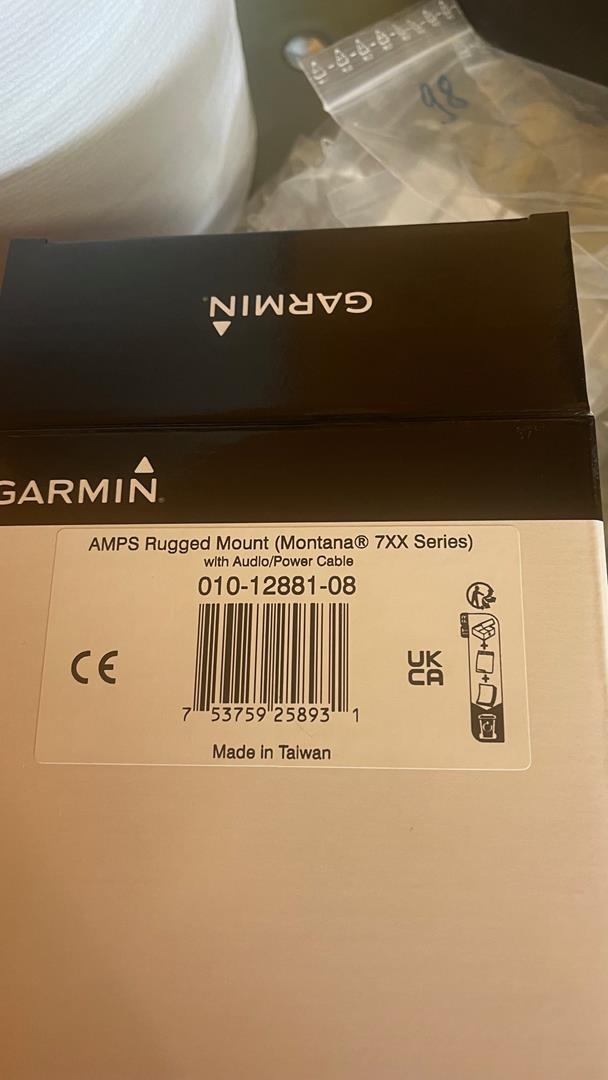 98
GARMIN
GARMIN
AMPS Rugged Mount (Montana® 7XX Series)
with Audio/Power Cable
010-12881-08
CE
UK
CA
7 53759 25893 1
Made in Taiwan